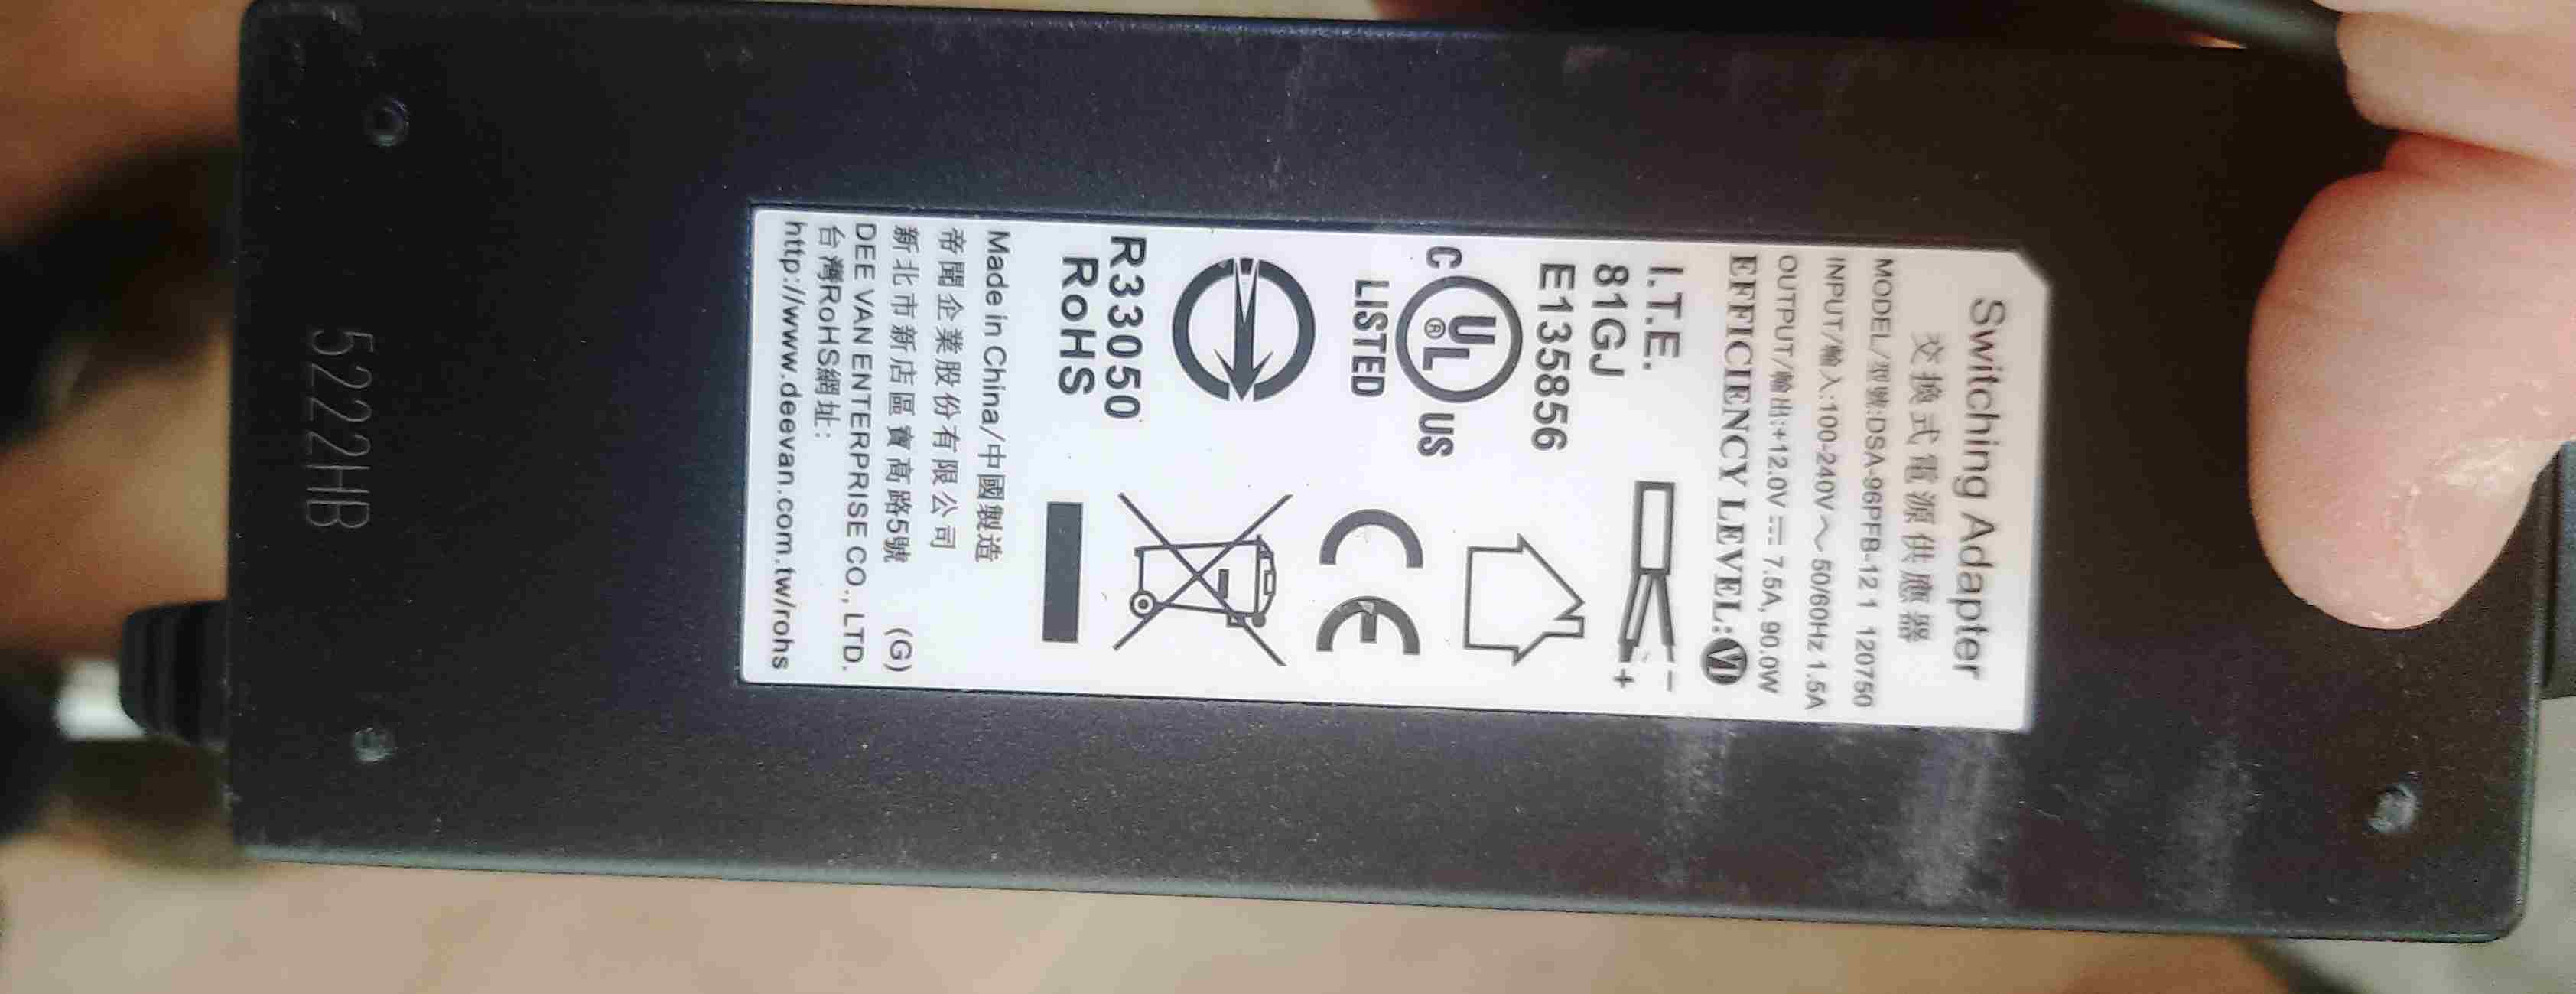 Switching Adapter
交換式電源供應器
MODEL/型號:DSA-96PFB-12 1 120750
INPUT/輸入:100-240V～50/60Hz 1.5A
OUTPUT/輸出:+12.0V⎓7.5A, 90.0W
EFFICIENCY LEVEL:VI
I.T.E.
81GJ
E135856
- +
C UL ® US
LISTED
CE
R33050
RoHS
Made in China/中國製造
帝聞企業股份有限公司
新北市新店區寶高路5號 (G)
DEE VAN ENTERPRISE CO., LTD.
台灣RoHS網址:
http://www.deevan.com.tw/rohs
5222HB